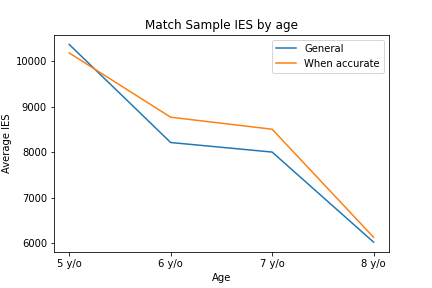 Match Sample IES by age
General
When accurate
10000
9000
8000
7000
6000
Average IES
5 y/o
6 y/o
7 y/o
8 y/o
Age